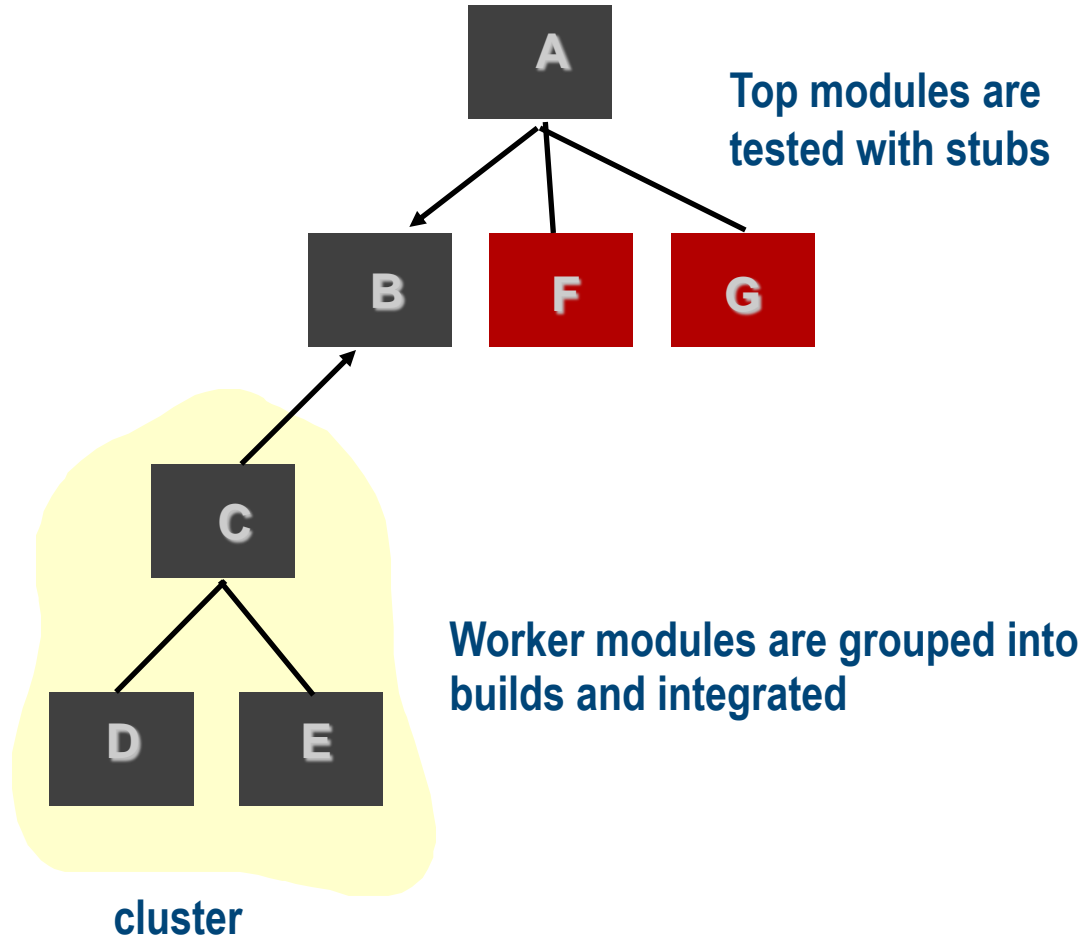 A
Top modules are
tested with stubs
B
F
G
C
Worker modules are grouped into
builds and integrated
D
E
cluster